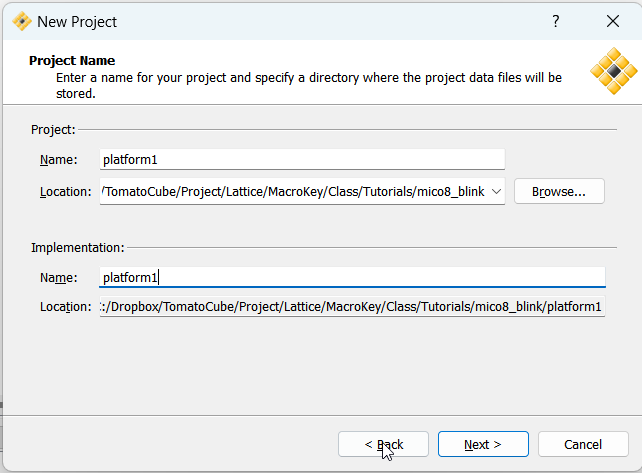 New Project
Project Name
Enter a name for your project and specify a directory where the project data files will be
stored.
Project:
Name: platform1
Location: /TomatoCube/Project/Lattice/MacroKey/Class/Tutorials/mico8_blink Browse...
Implementation:
Name: platform1
Location: :/Dropbox/TomatoCube/Project/Lattice/MacroKey/Class/Tutorials/mico8_blink/platform1
< Back Next > Cancel